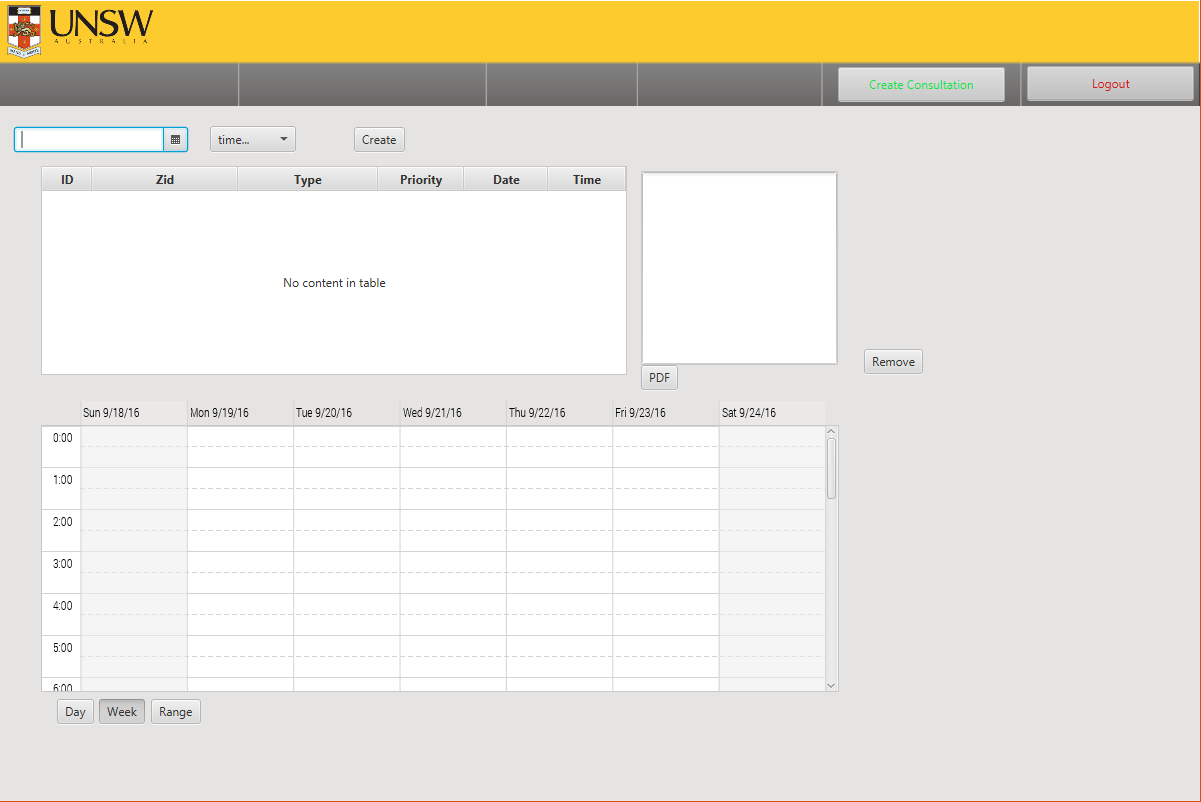 UNSW
AUSTRALIA
Create Consultation
Logout
time...
Create
ID Zid Type Priority Date Time
No content in table
Remove
PDF
Sun 9/18/16 Mon 9/19/16 Tue 9/20/16 Wed 9/21/16 Thu 9/22/16 Fri 9/23/16 Sat 9/24/16
0:00
1:00
2:00
3:00
4:00
5:00
6:00
Day Week Range